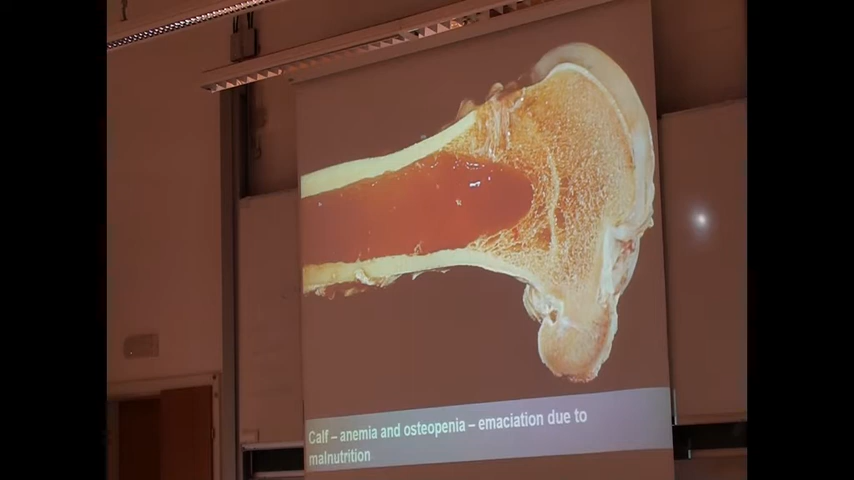 Calf – anemia and osteopenia – emaciation due to
malnutrition